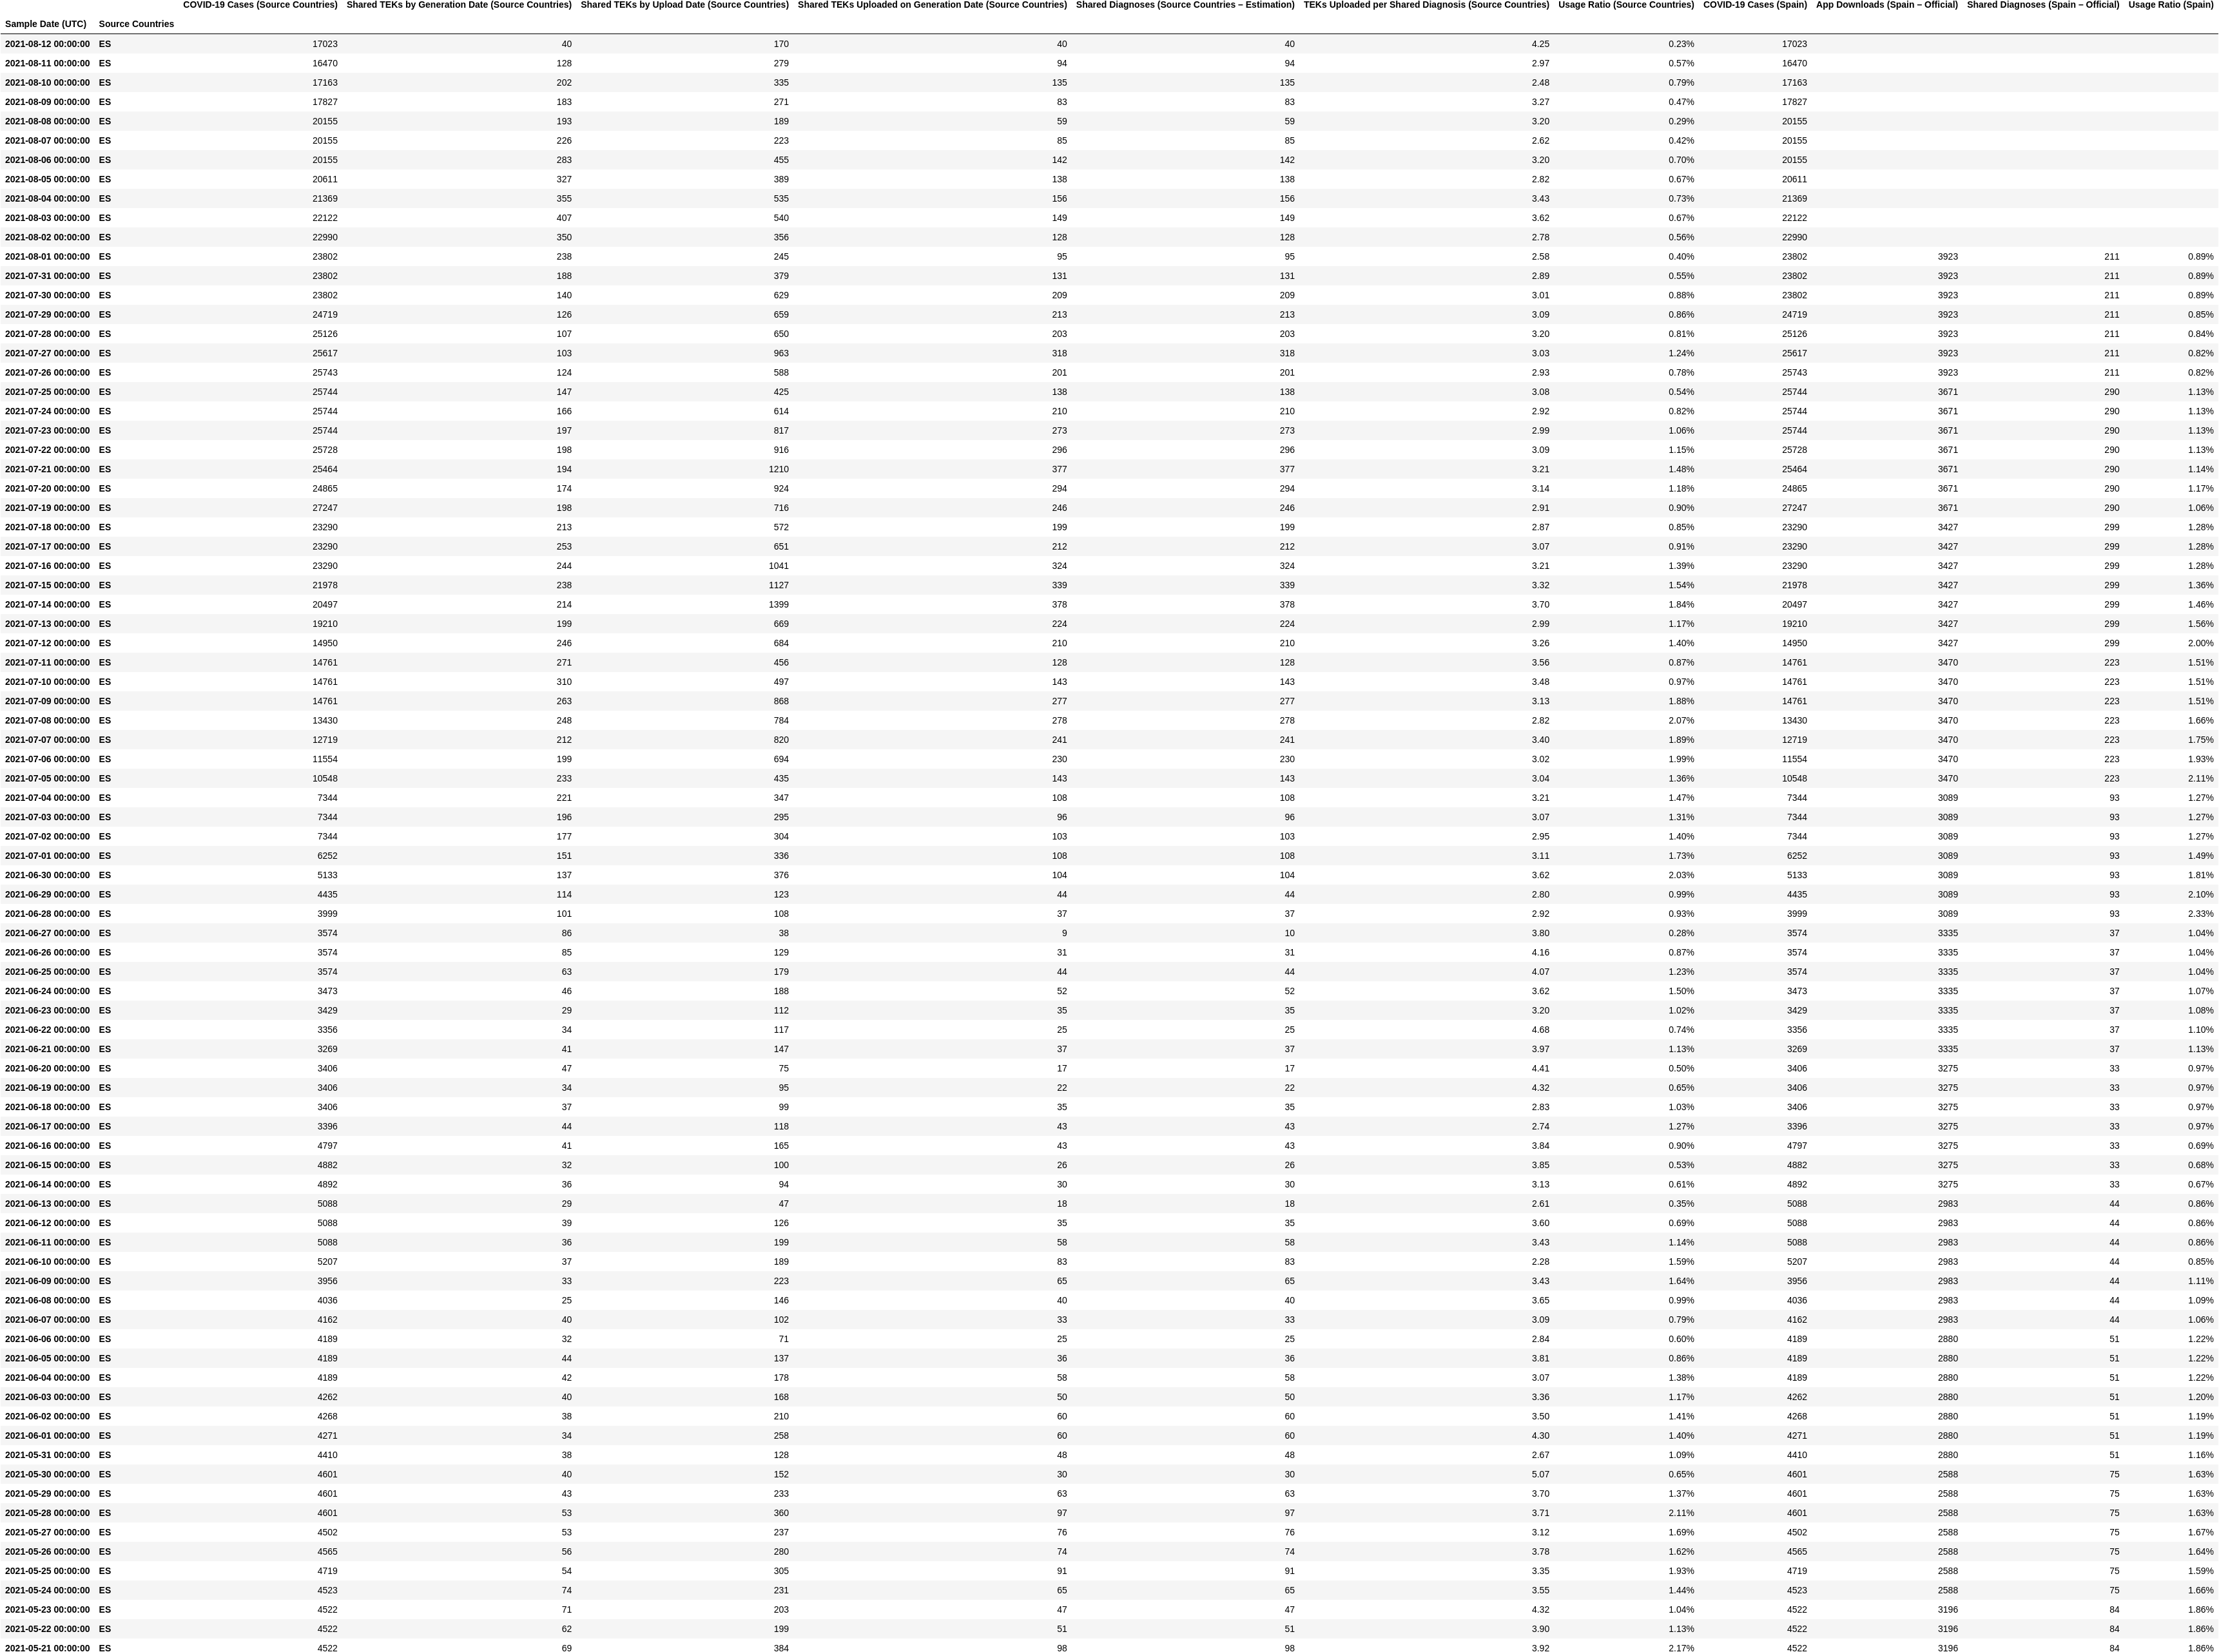 COVID-19 Cases (Source Countries) Shared TEKs by Generation Date (Source Countries) Shared TEKs by Upload Date (Source Countries) Shared TEKs Uploaded on Generation Date (Source Countries) Shared Diagnoses (Source Countries – Estimation) TEKs Uploaded per Shared Diagnosis (Source Countries) Usage Ratio (Source Countries) COVID-19 Cases (Spain) App Downloads (Spain – Official) Shared Diagnoses (Spain – Official) Usage Ratio (Spain)
Sample Date (UTC) Source Countries
2021-08-12 00:00:00 ES 17023 40 170 40 40 4.25 0.23% 17023
2021-08-11 00:00:00 ES 16470 128 279 94 94 2.97 0.57% 16470
2021-08-10 00:00:00 ES 17163 202 335 135 135 2.48 0.79% 17163
2021-08-09 00:00:00 ES 17827 183 271 83 83 3.27 0.47% 17827
2021-08-08 00:00:00 ES 20155 193 189 59 59 3.20 0.29% 20155
2021-08-07 00:00:00 ES 20155 226 223 85 85 2.62 0.42% 20155
2021-08-06 00:00:00 ES 20155 283 455 142 142 3.20 0.70% 20155
2021-08-05 00:00:00 ES 20611 327 389 138 138 2.82 0.67% 20611
2021-08-04 00:00:00 ES 21369 355 535 156 156 3.43 0.73% 21369
2021-08-03 00:00:00 ES 22122 407 540 149 149 3.62 0.67% 22122
2021-08-02 00:00:00 ES 22990 350 356 128 128 2.78 0.56% 22990
2021-08-01 00:00:00 ES 23802 238 245 95 95 2.58 0.40% 23802 3923 211 0.89%
2021-07-31 00:00:00 ES 23802 188 379 131 131 2.89 0.55% 23802 3923 211 0.89%
2021-07-30 00:00:00 ES 23802 140 629 209 209 3.01 0.88% 23802 3923 211 0.89%
2021-07-29 00:00:00 ES 24719 126 659 213 213 3.09 0.86% 24719 3923 211 0.85%
2021-07-28 00:00:00 ES 25126 107 650 203 203 3.20 0.81% 25126 3923 211 0.84%
2021-07-27 00:00:00 ES 25617 103 963 318 318 3.03 1.24% 25617 3923 211 0.82%
2021-07-26 00:00:00 ES 25743 124 588 201 201 2.93 0.78% 25743 3923 211 0.82%
2021-07-25 00:00:00 ES 25744 147 425 138 138 3.08 0.54% 25744 3671 290 1.13%
2021-07-24 00:00:00 ES 25744 166 614 210 210 2.92 0.82% 25744 3671 290 1.13%
2021-07-23 00:00:00 ES 25744 197 817 273 273 2.99 1.06% 25744 3671 290 1.13%
2021-07-22 00:00:00 ES 25728 198 916 296 296 3.09 1.15% 25728 3671 290 1.13%
2021-07-21 00:00:00 ES 25464 194 1210 377 377 3.21 1.48% 25464 3671 290 1.14%
2021-07-20 00:00:00 ES 24865 174 924 294 294 3.14 1.18% 24865 3671 290 1.17%
2021-07-19 00:00:00 ES 27247 198 716 246 246 2.91 0.90% 27247 3671 290 1.06%
2021-07-18 00:00:00 ES 23290 213 572 199 199 2.87 0.85% 23290 3427 299 1.28%
2021-07-17 00:00:00 ES 23290 253 651 212 212 3.07 0.91% 23290 3427 299 1.28%
2021-07-16 00:00:00 ES 23290 244 1041 324 324 3.21 1.39% 23290 3427 299 1.28%
2021-07-15 00:00:00 ES 21978 238 1127 339 339 3.32 1.54% 21978 3427 299 1.36%
2021-07-14 00:00:00 ES 20497 214 1399 378 378 3.70 1.84% 20497 3427 299 1.46%
2021-07-13 00:00:00 ES 19210 199 669 224 224 2.99 1.17% 19210 3427 299 1.56%
2021-07-12 00:00:00 ES 14950 246 684 210 210 3.26 1.40% 14950 3427 299 2.00%
2021-07-11 00:00:00 ES 14761 271 456 128 128 3.56 0.87% 14761 3470 223 1.51%
2021-07-10 00:00:00 ES 14761 310 497 143 143 3.48 0.97% 14761 3470 223 1.51%
2021-07-09 00:00:00 ES 14761 263 868 277 277 3.13 1.88% 14761 3470 223 1.51%
2021-07-08 00:00:00 ES 13430 248 784 278 278 2.82 2.07% 13430 3470 223 1.66%
2021-07-07 00:00:00 ES 12719 212 820 241 241 3.40 1.89% 12719 3470 223 1.75%
2021-07-06 00:00:00 ES 11554 199 694 230 230 3.02 1.99% 11554 3470 223 1.93%
2021-07-05 00:00:00 ES 10548 233 435 143 143 3.04 1.36% 10548 3470 223 2.11%
2021-07-04 00:00:00 ES 7344 221 347 108 108 3.21 1.47% 7344 3089 93 1.27%
2021-07-03 00:00:00 ES 7344 196 295 96 96 3.07 1.31% 7344 3089 93 1.27%
2021-07-02 00:00:00 ES 7344 177 304 103 103 2.95 1.40% 7344 3089 93 1.27%
2021-07-01 00:00:00 ES 6252 151 336 108 108 3.11 1.73% 6252 3089 93 1.49%
2021-06-30 00:00:00 ES 5133 137 376 104 104 3.62 2.03% 5133 3089 93 1.81%
2021-06-29 00:00:00 ES 4435 114 123 44 44 2.80 0.99% 4435 3089 93 2.10%
2021-06-28 00:00:00 ES 3999 101 108 37 37 2.92 0.93% 3999 3089 93 2.33%
2021-06-27 00:00:00 ES 3574 86 38 9 10 3.80 0.28% 3574 3335 37 1.04%
2021-06-26 00:00:00 ES 3574 85 129 31 31 4.16 0.87% 3574 3335 37 1.04%
2021-06-25 00:00:00 ES 3574 63 179 44 44 4.07 1.23% 3574 3335 37 1.04%
2021-06-24 00:00:00 ES 3473 46 188 52 52 3.62 1.50% 3473 3335 37 1.07%
2021-06-23 00:00:00 ES 3429 29 112 35 35 3.20 1.02% 3429 3335 37 1.08%
2021-06-22 00:00:00 ES 3356 34 117 25 25 4.68 0.74% 3356 3335 37 1.10%
2021-06-21 00:00:00 ES 3269 41 147 37 37 3.97 1.13% 3269 3335 37 1.13%
2021-06-20 00:00:00 ES 3406 47 75 17 17 4.41 0.50% 3406 3275 33 0.97%
2021-06-19 00:00:00 ES 3406 34 95 22 22 4.32 0.65% 3406 3275 33 0.97%
2021-06-18 00:00:00 ES 3406 37 99 35 35 2.83 1.03% 3406 3275 33 0.97%
2021-06-17 00:00:00 ES 3396 44 118 43 43 2.74 1.27% 3396 3275 33 0.97%
2021-06-16 00:00:00 ES 4797 41 165 43 43 3.84 0.90% 4797 3275 33 0.69%
2021-06-15 00:00:00 ES 4882 32 100 26 26 3.85 0.53% 4882 3275 33 0.68%
2021-06-14 00:00:00 ES 4892 36 94 30 30 3.13 0.61% 4892 3275 33 0.67%
2021-06-13 00:00:00 ES 5088 29 47 18 18 2.61 0.35% 5088 2983 44 0.86%
2021-06-12 00:00:00 ES 5088 39 126 35 35 3.60 0.69% 5088 2983 44 0.86%
2021-06-11 00:00:00 ES 5088 36 199 58 58 3.43 1.14% 5088 2983 44 0.86%
2021-06-10 00:00:00 ES 5207 37 189 83 83 2.28 1.59% 5207 2983 44 0.85%
2021-06-09 00:00:00 ES 3956 33 223 65 65 3.43 1.64% 3956 2983 44 1.11%
2021-06-08 00:00:00 ES 4036 25 146 40 40 3.65 0.99% 4036 2983 44 1.09%
2021-06-07 00:00:00 ES 4162 40 102 33 33 3.09 0.79% 4162 2983 44 1.06%
2021-06-06 00:00:00 ES 4189 32 71 25 25 2.84 0.60% 4189 2880 51 1.22%
2021-06-05 00:00:00 ES 4189 44 137 36 36 3.81 0.86% 4189 2880 51 1.22%
2021-06-04 00:00:00 ES 4189 42 178 58 58 3.07 1.38% 4189 2880 51 1.22%
2021-06-03 00:00:00 ES 4262 40 168 50 50 3.36 1.17% 4262 2880 51 1.20%
2021-06-02 00:00:00 ES 4268 38 210 60 60 3.50 1.41% 4268 2880 51 1.19%
2021-06-01 00:00:00 ES 4271 34 258 60 60 4.30 1.40% 4271 2880 51 1.19%
2021-05-31 00:00:00 ES 4410 38 128 48 48 2.67 1.09% 4410 2880 51 1.16%
2021-05-30 00:00:00 ES 4601 40 152 30 30 5.07 0.65% 4601 2588 75 1.63%
2021-05-29 00:00:00 ES 4601 43 233 63 63 3.70 1.37% 4601 2588 75 1.63%
2021-05-28 00:00:00 ES 4601 53 360 97 97 3.71 2.11% 4601 2588 75 1.63%
2021-05-27 00:00:00 ES 4502 53 237 76 76 3.12 1.69% 4502 2588 75 1.67%
2021-05-26 00:00:00 ES 4565 56 280 74 74 3.78 1.62% 4565 2588 75 1.64%
2021-05-25 00:00:00 ES 4719 54 305 91 91 3.35 1.93% 4719 2588 75 1.59%
2021-05-24 00:00:00 ES 4523 74 231 65 65 3.55 1.44% 4523 2588 75 1.66%
2021-05-23 00:00:00 ES 4522 71 203 47 47 4.32 1.04% 4522 3196 84 1.86%
2021-05-22 00:00:00 ES 4522 62 199 51 51 3.90 1.13% 4522 3196 84 1.86%
2021-05-21 00:00:00 ES 4522 69 384 98 98 3.92 2.17% 4522 3196 84 1.86%